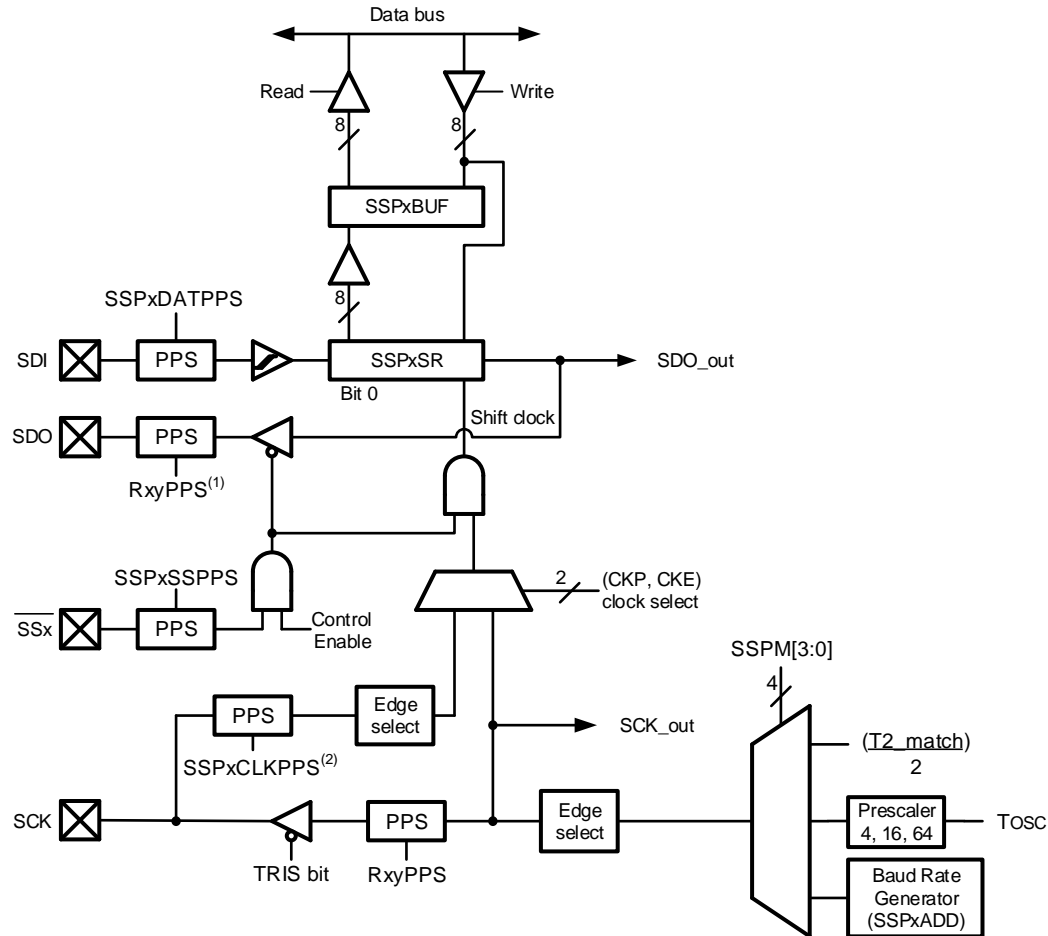 Data bus
Read
Write
8
8
SSPxBUF
8
SSPxDATPPS
SDI
PPS
SSPxSR
SDO_out
Bit 0
Shift clock
SDO
PPS
RxyPPS(1)
SSPxSSPPS
2
(CKP, CKE)
clock select
SSx
PPS
Control
Enable
SSPM[3:0]
4
PPS
Edge
select
SCK_out
(T2_match)
2
SSPxCLKPPS(2)
SCK
PPS
Edge
select
Prescaler
4, 16, 64
TOSC
TRIS bit
RxyPPS
Baud Rate
Generator
(SSPxADD)